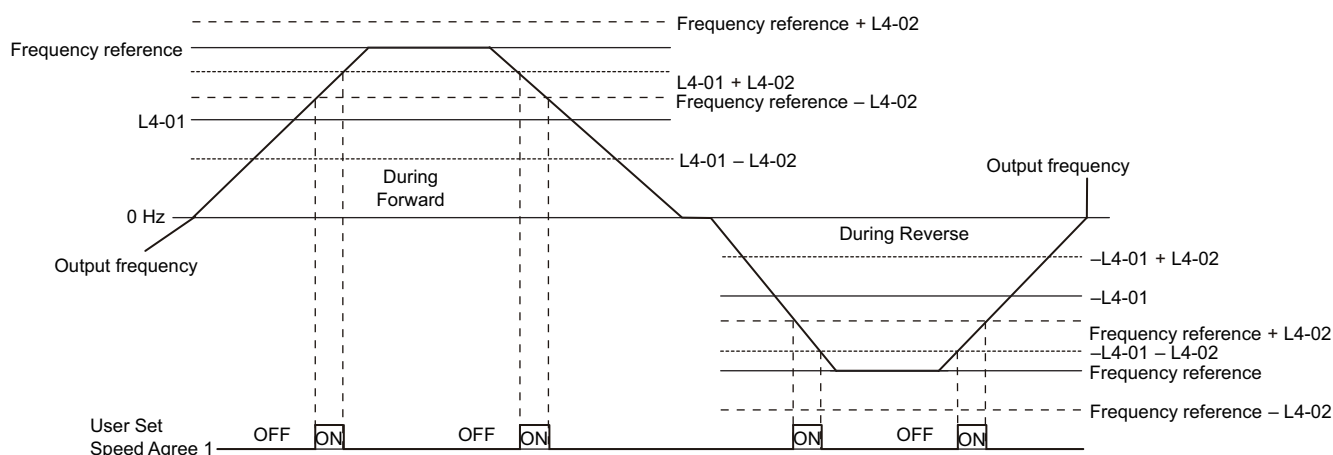 Frequency reference + L4-02
Frequency reference
L4-01 + L4-02
Frequency reference – L4-02
L4-01
L4-01 – L4-02
During
Forward
Output frequency
0 Hz
During Reverse
Output frequency
–L4-01 + L4-02
–L4-01
Frequency reference + L4-02
–L4-01 – L4-02
Frequency reference
Frequency reference – L4-02
User Set
Speed Agree 1
OFF ON OFF ON ON OFF ON